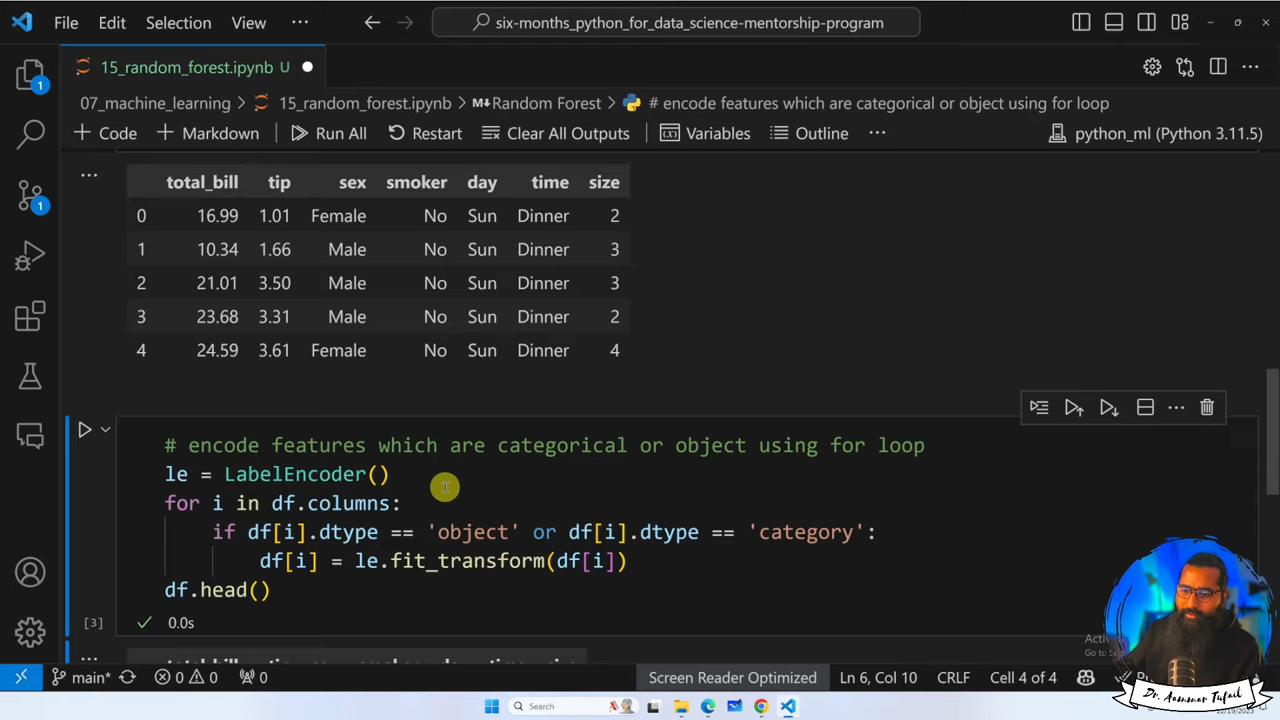 File Edit Selection View ··· six-months_python_for_data_science-mentorship-program
15_random_forest.ipynb U
07_machine_learning > 15_random_forest.ipynb > M↓Random Forest > # encode features which are categorical or object using for loop
+ Code + Markdown Run All Restart Clear All Outputs Variables Outline ··· python_ml (Python 3.11.5)
total_bill tip sex smoker day time size
0 16.99 1.01 Female No Sun Dinner 2
1 10.34 1.66 Male No Sun Dinner 3
2 21.01 3.50 Male No Sun Dinner 3
3 23.68 3.31 Male No Sun Dinner 2
4 24.59 3.61 Female No Sun Dinner 4
# encode features which are categorical or object using for loop
le = LabelEncoder()
for i in df.columns:
if df[i].dtype == 'object' or df[i].dtype == 'category':
df[i] = le.fit_transform(df[i])
df.head()
[3] 0.0s
1
1
main* 0 0 0 Screen Reader Optimized Ln 6, Col 10 CRLF Cell 4 of 4
Dr. Aammar Tufail
Search